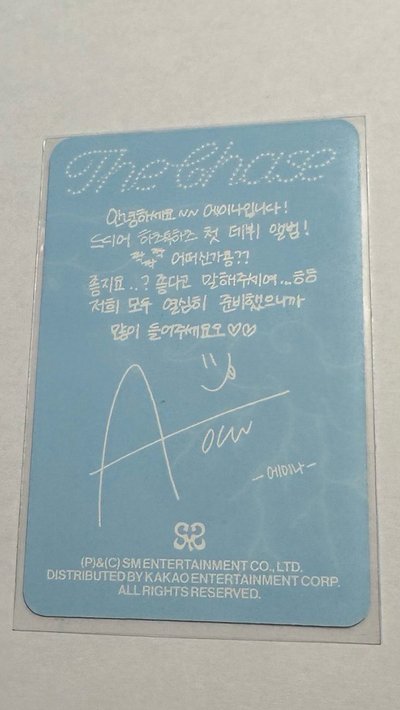 The Chase
안녕하세요~~ 에이나입니다!
드디어 하츠투하츠 첫 데뷔 앨범!
짝 짝 짝 어떠신가용??
좋지요..? 좋다고 말해주세여...ㅎㅎ
저희 모두 열심히 준비했으니까
많이 들어주세요오♡♡
A
-에이나-
(P)&(C) SM ENTERTAINMENT CO., LTD.
DISTRIBUTED BY KAKAO ENTERTAINMENT CORP.
ALL RIGHTS RESERVED.